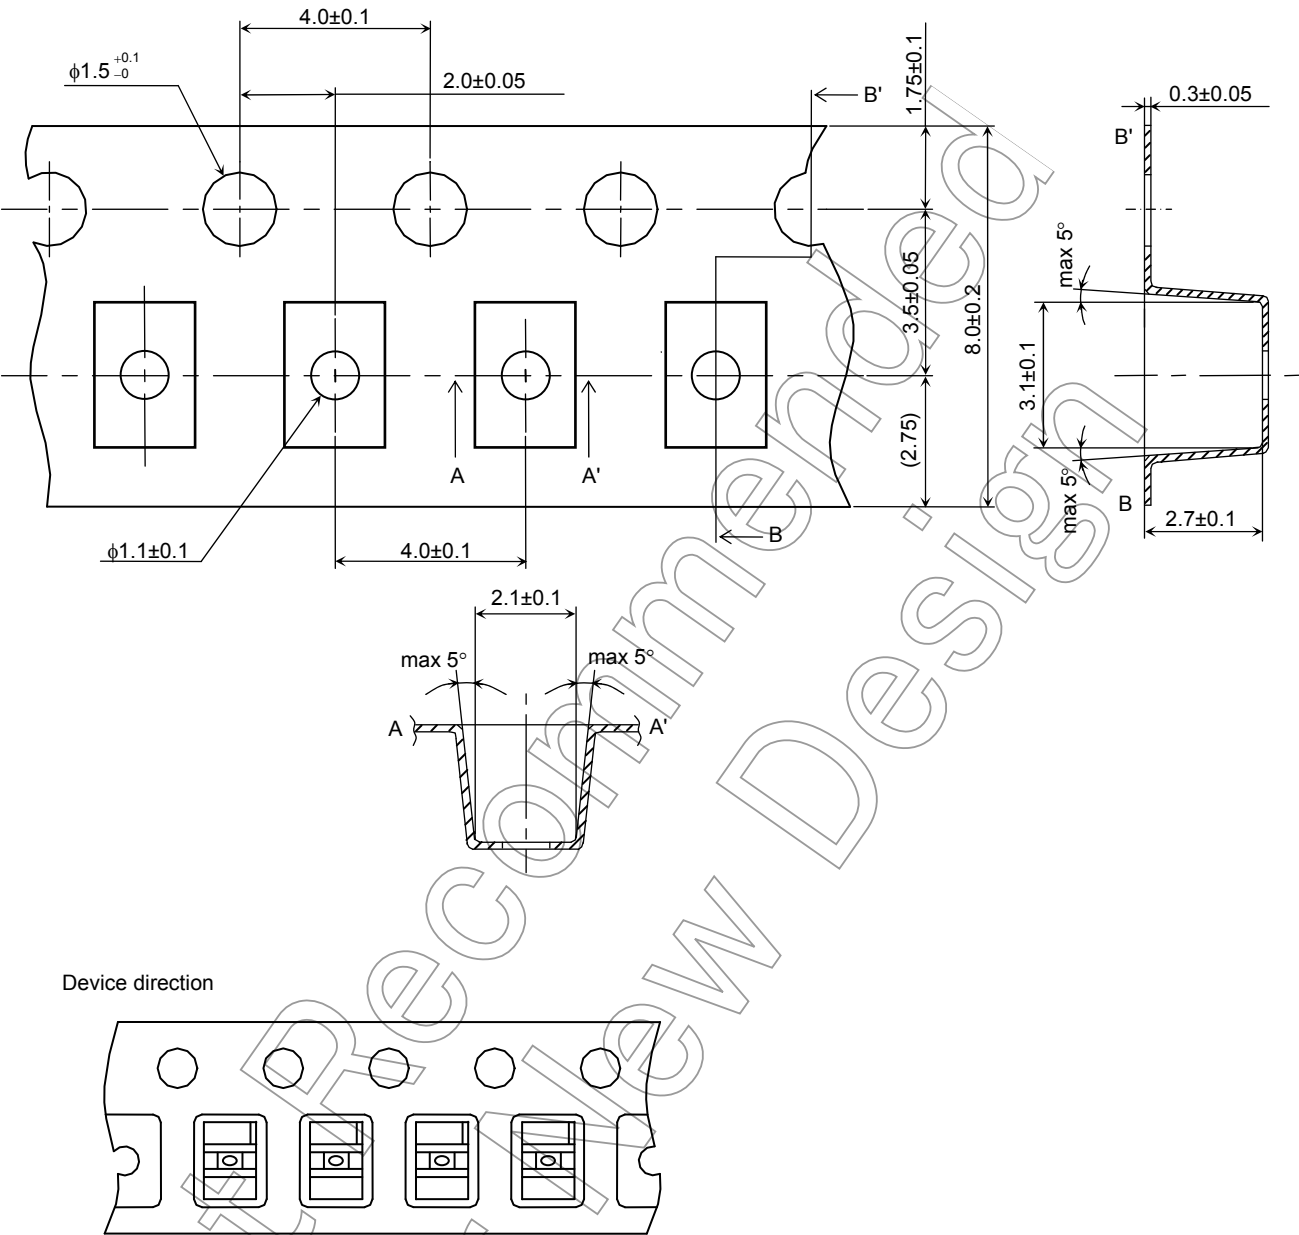 4.0±0.1
φ1.5 +0.1 −0
2.0±0.05
B'
1.75±0.1
0.3±0.05
B'
max 5°
3.5±0.05
8.0±0.2
3.1±0.1
(2.75)
A
A'
max 5°
B
2.7±0.1
B
φ1.1±0.1
4.0±0.1
2.1±0.1
max 5°
max 5°
A
A'
Device direction
t Recommended
New Design